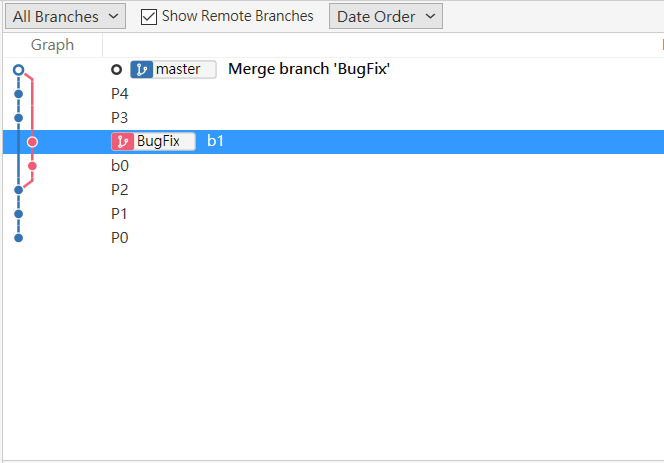 All Branches Show Remote Branches Date Order
Graph
master Merge branch 'BugFix'
P4
P3
BugFix b1
b0
P2
P1
P0